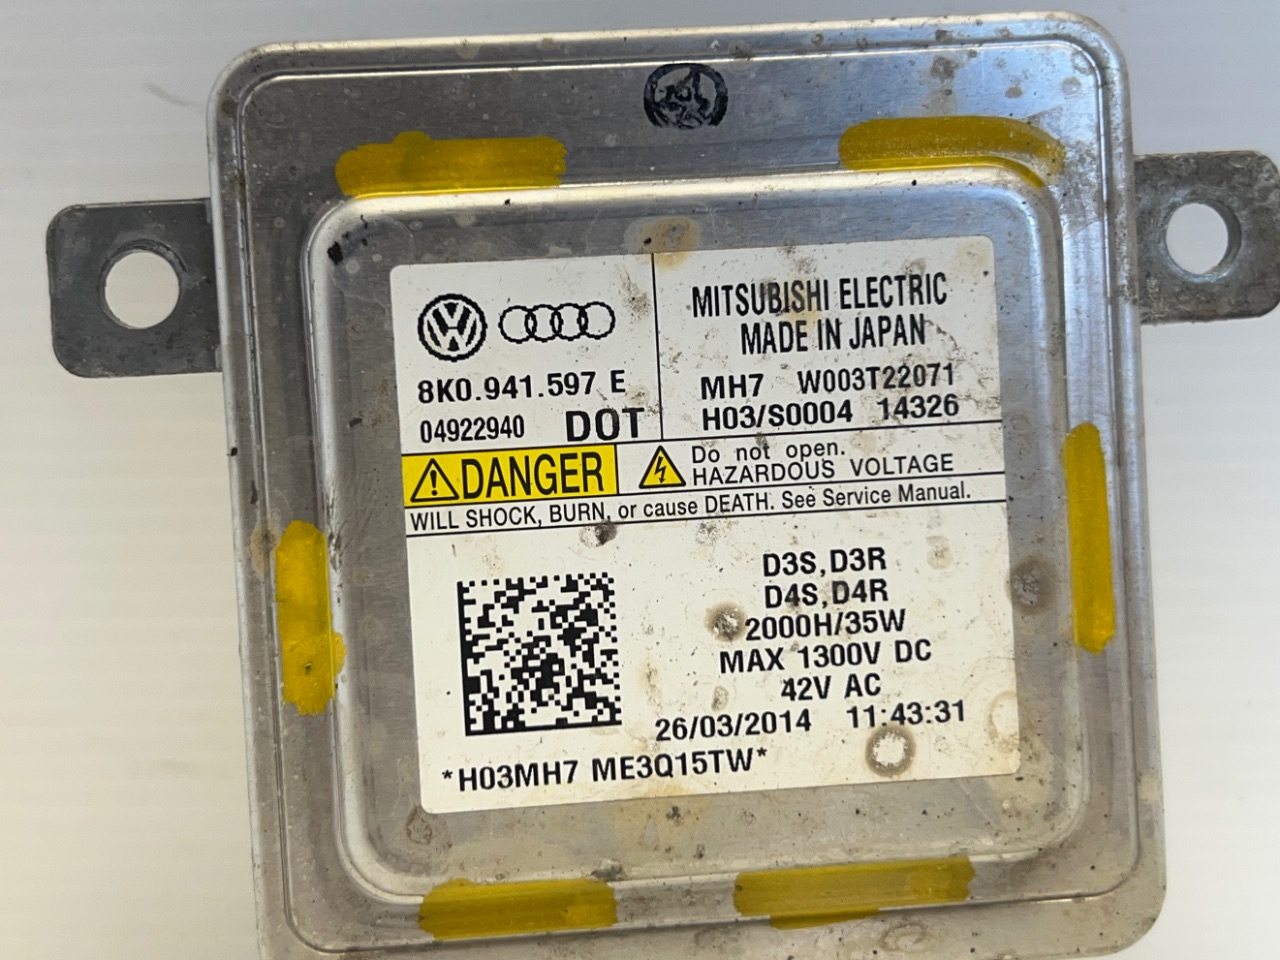 8K0.941.597 E
04922940 DOT
MITSUBISHI ELECTRIC
MADE IN JAPAN
MH7 W003T22071
H03/S0004 14326
DANGER
Do not open.
HAZARDOUS VOLTAGE
WILL SHOCK, BURN, or cause DEATH. See Service Manual.
D3S,D3R
D4S,D4R
2000H/35W
MAX 1300V DC
42V AC
26/03/2014 11:43:31
*H03MH7 ME3Q15TW*